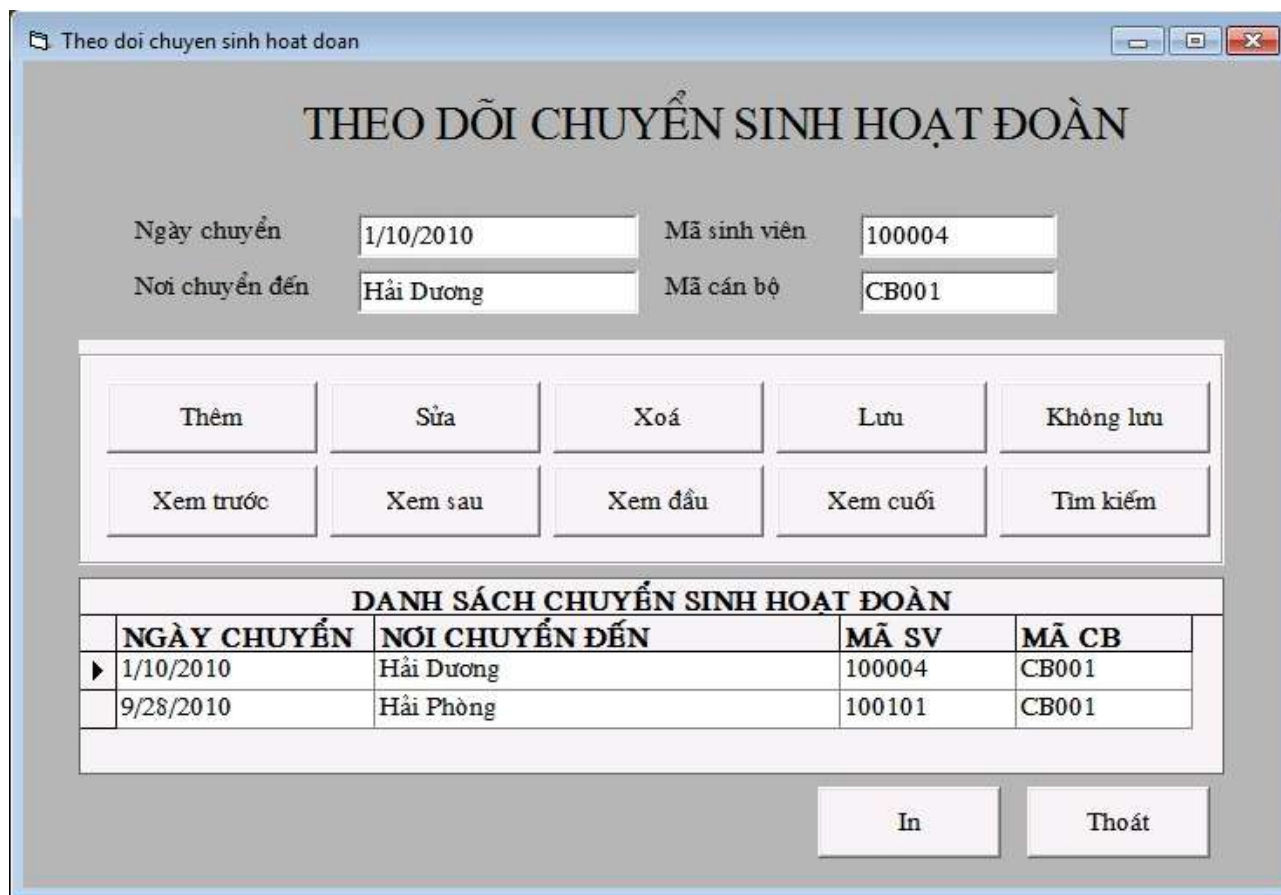 Theo doi chuyen sinh hoat doan
THEO DÕI CHUYỂN SINH HOẠT ĐOÀN
Ngày chuyển 1/10/2010 Mã sinh viên 100004
Nơi chuyển đến Hải Dương Mã cán bộ CB001
Thêm Sửa Xoá Lưu Không lưu
Xem trước Xem sau Xem đầu Xem cuối Tìm kiếm
DANH SÁCH CHUYỂN SINH HOẠT ĐOÀN
NGÀY CHUYỂN NƠI CHUYỂN ĐẾN MÃ SV MÃ CB
1/10/2010 Hải Dương 100004 CB001
9/28/2010 Hải Phòng 100101 CB001
In Thoát